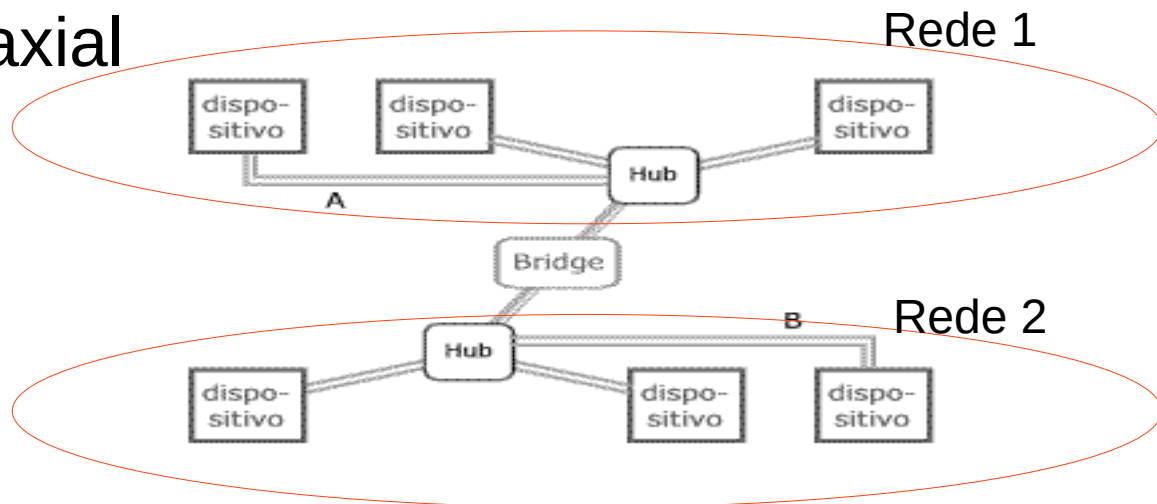 axial
Rede 1
dispo-
sitivo
dispo-
sitivo
dispo-
sitivo
Hub
A
Bridge
Rede 2
B
Hub
dispo-
sitivo
dispo-
sitivo
dispo-
sitivo